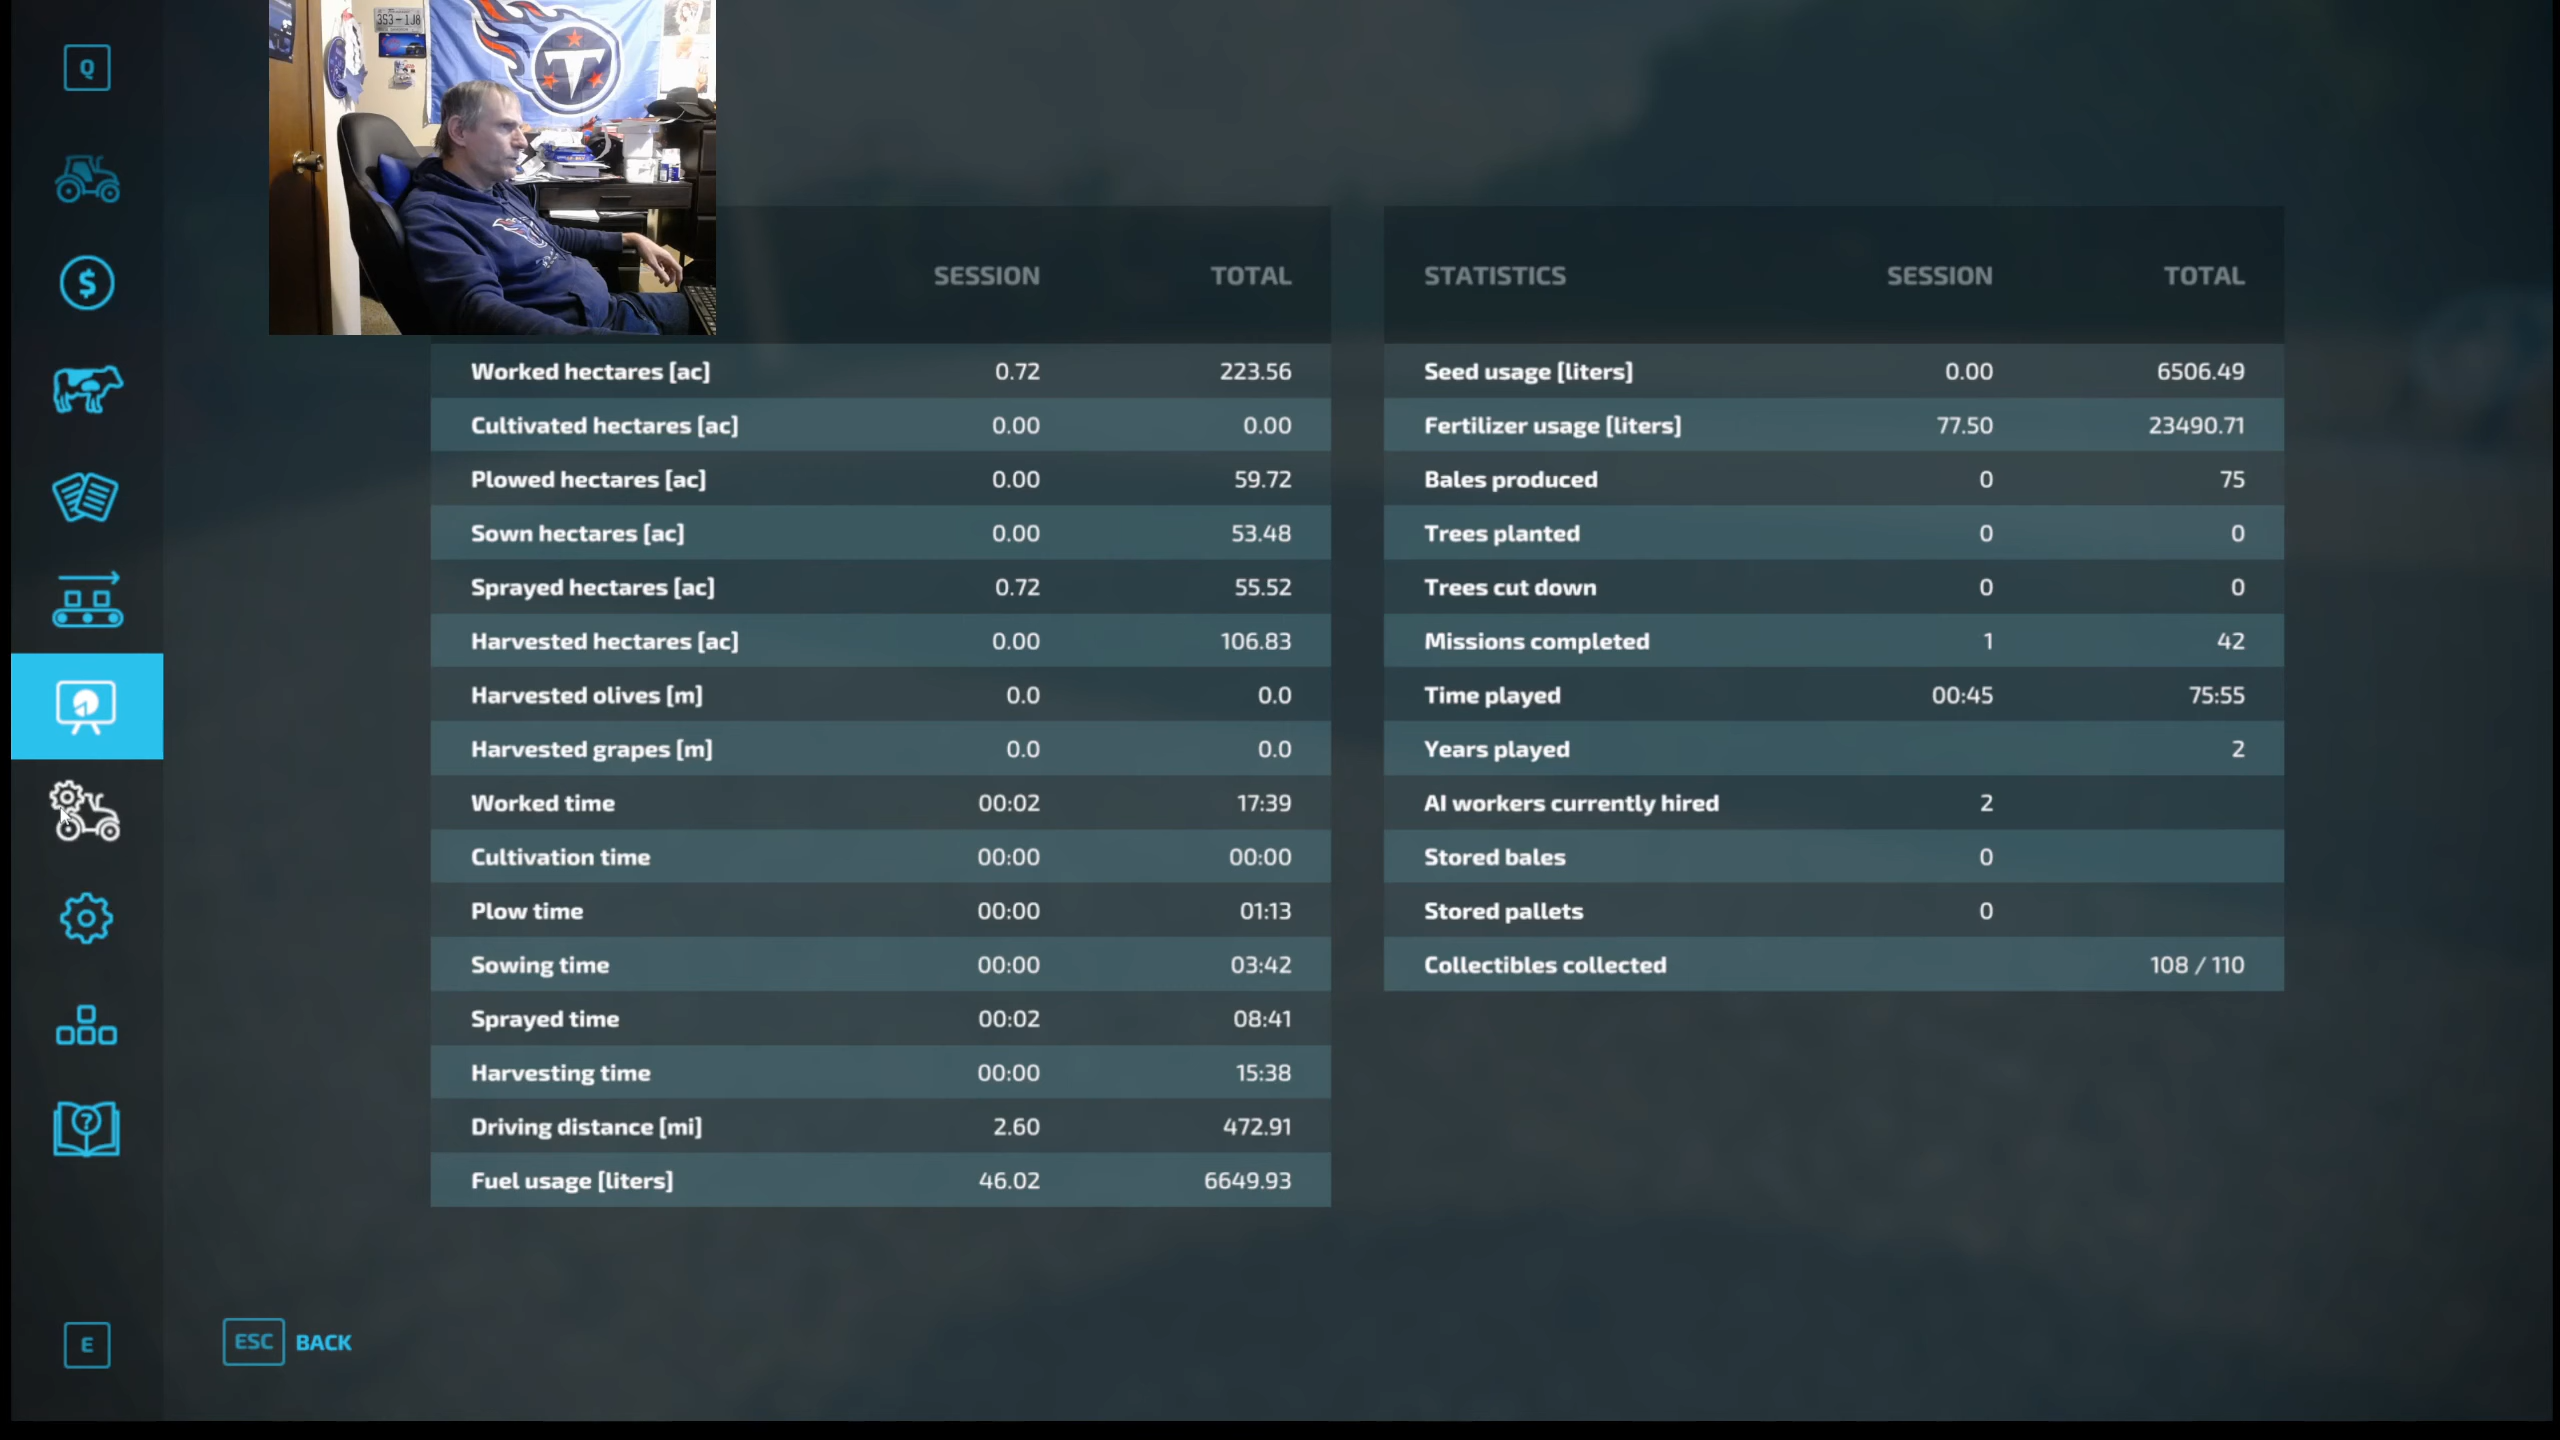 Q
3S3-1J8
T
SESSION TOTAL
Worked hectares [ac] 0.72 223.56
Cultivated hectares [ac] 0.00 0.00
Plowed hectares [ac] 0.00 59.72
Sown hectares [ac] 0.00 53.48
Sprayed hectares [ac] 0.72 55.52
Harvested hectares [ac] 0.00 106.83
Harvested olives [m] 0.0 0.0
Harvested grapes [m] 0.0 0.0
Worked time 00:02 17:39
Cultivation time 00:00 00:00
Plow time 00:00 01:13
Sowing time 00:00 03:42
Sprayed time 00:02 08:41
Harvesting time 00:00 15:38
Driving distance [mi] 2.60 472.91
Fuel usage [liters] 46.02 6649.93
STATISTICS SESSION TOTAL
Seed usage [liters] 0.00 6506.49
Fertilizer usage [liters] 77.50 23490.71
Bales produced 0 75
Trees planted 0 0
Trees cut down 0 0
Missions completed 1 42
Time played 00:45 75:55
Years played 2
AI workers currently hired 2
Stored bales 0
Stored pallets 0
Collectibles collected 108 / 110
E
ESC BACK